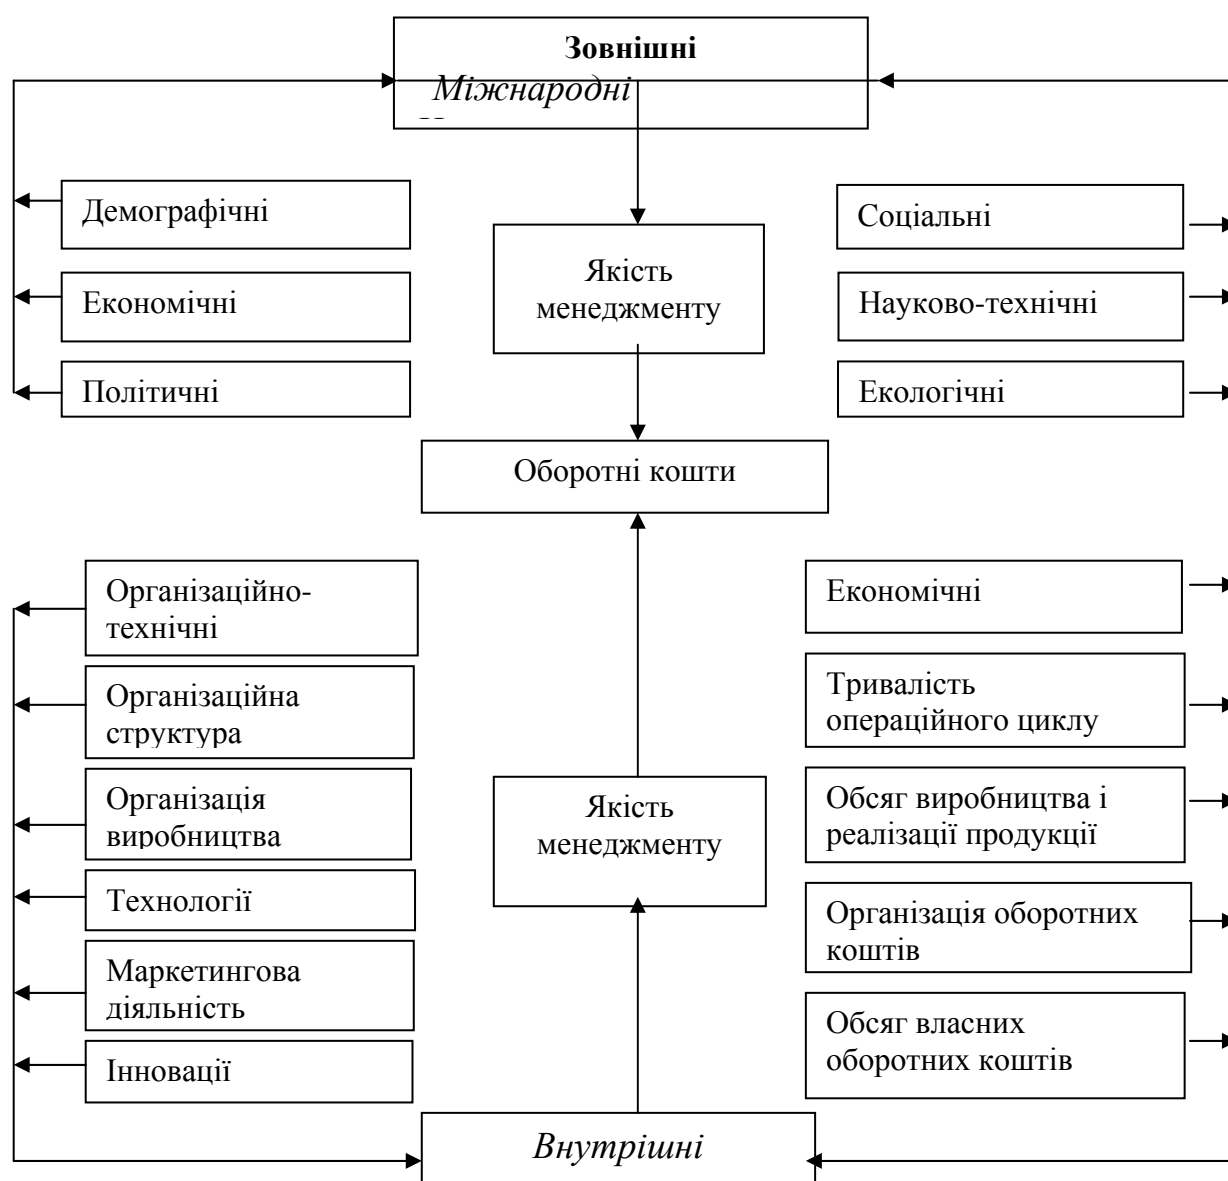 Зовнішні
Міжнародні
Демографічні
Економічні
Політичні
Якість
менеджменту
Соціальні
Науково-технічні
Екологічні
Оборотні кошти
Організаційно-
технічні
Організаційна
структура
Організація
виробництва
Технології
Маркетингова
діяльність
Інновації
Якість
менеджменту
Економічні
Тривалість
операційного циклу
Обсяг виробництва і
реалізації продукції
Організація оборотних
коштів
Обсяг власних
оборотних коштів
Внутрішні